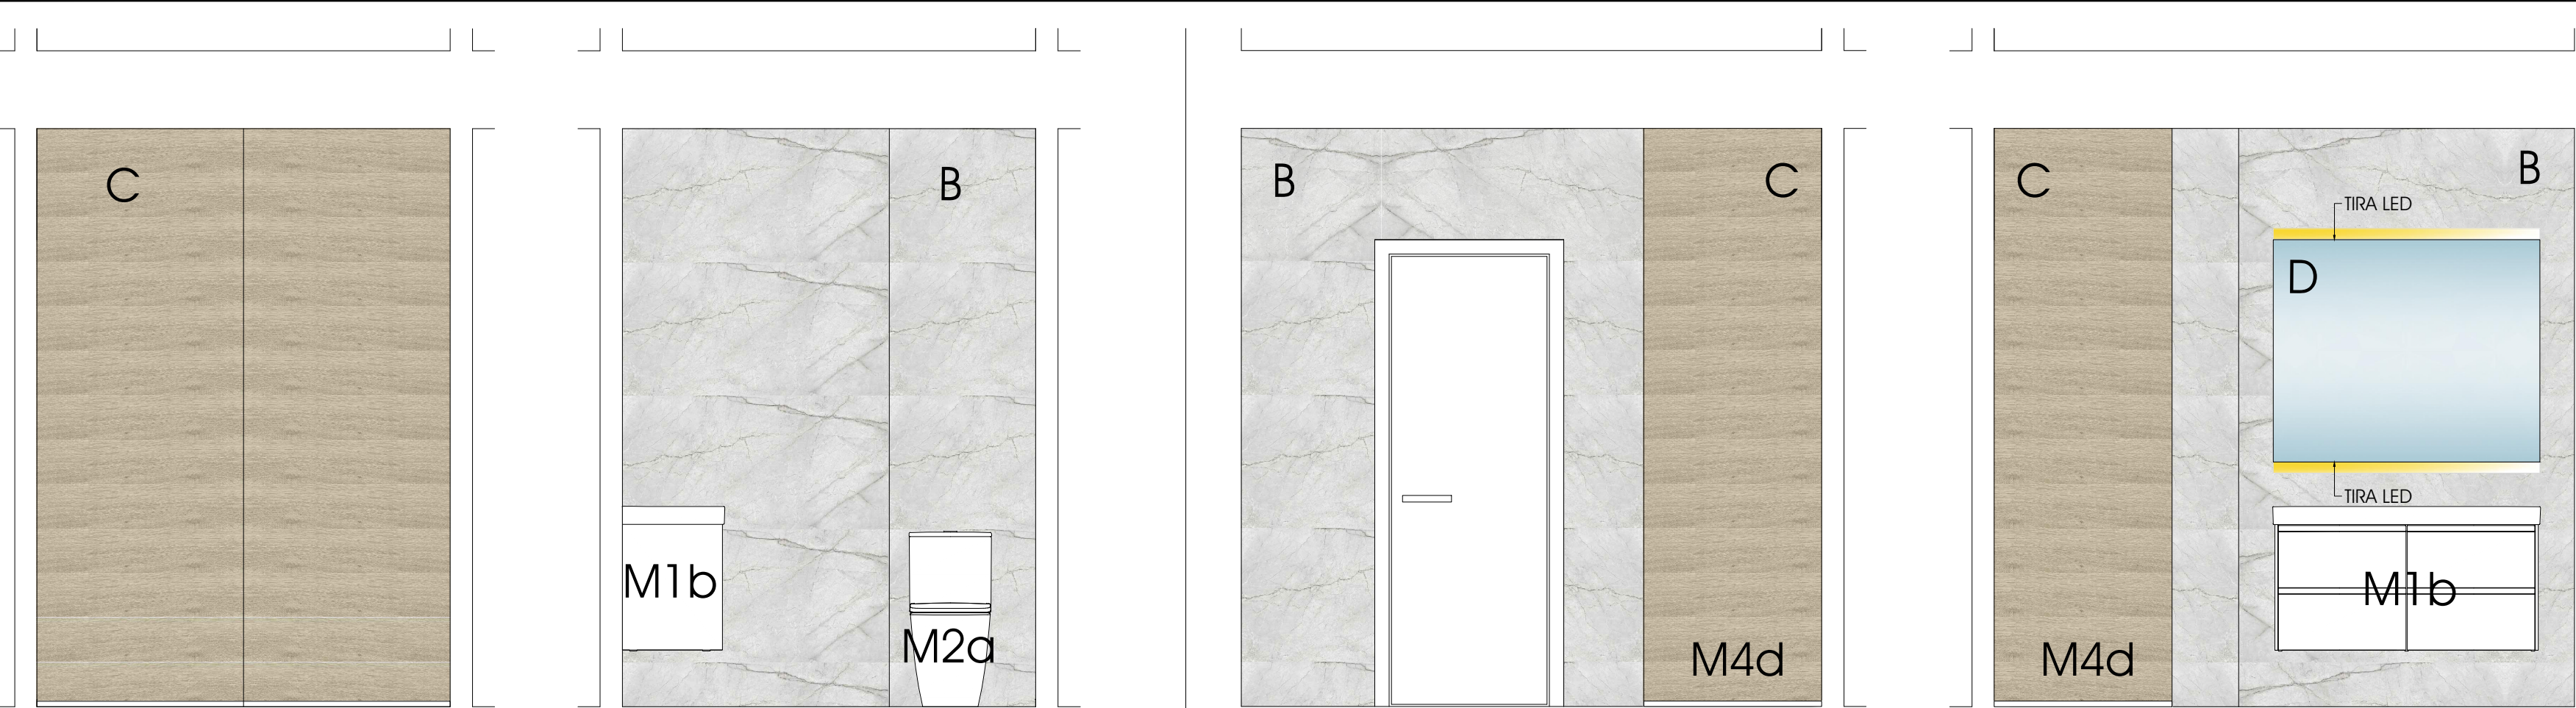 C
B
M1b
M2a
B
C
M4d
C
B
TIRA LED
D
TIRA LED
M1b
M4d